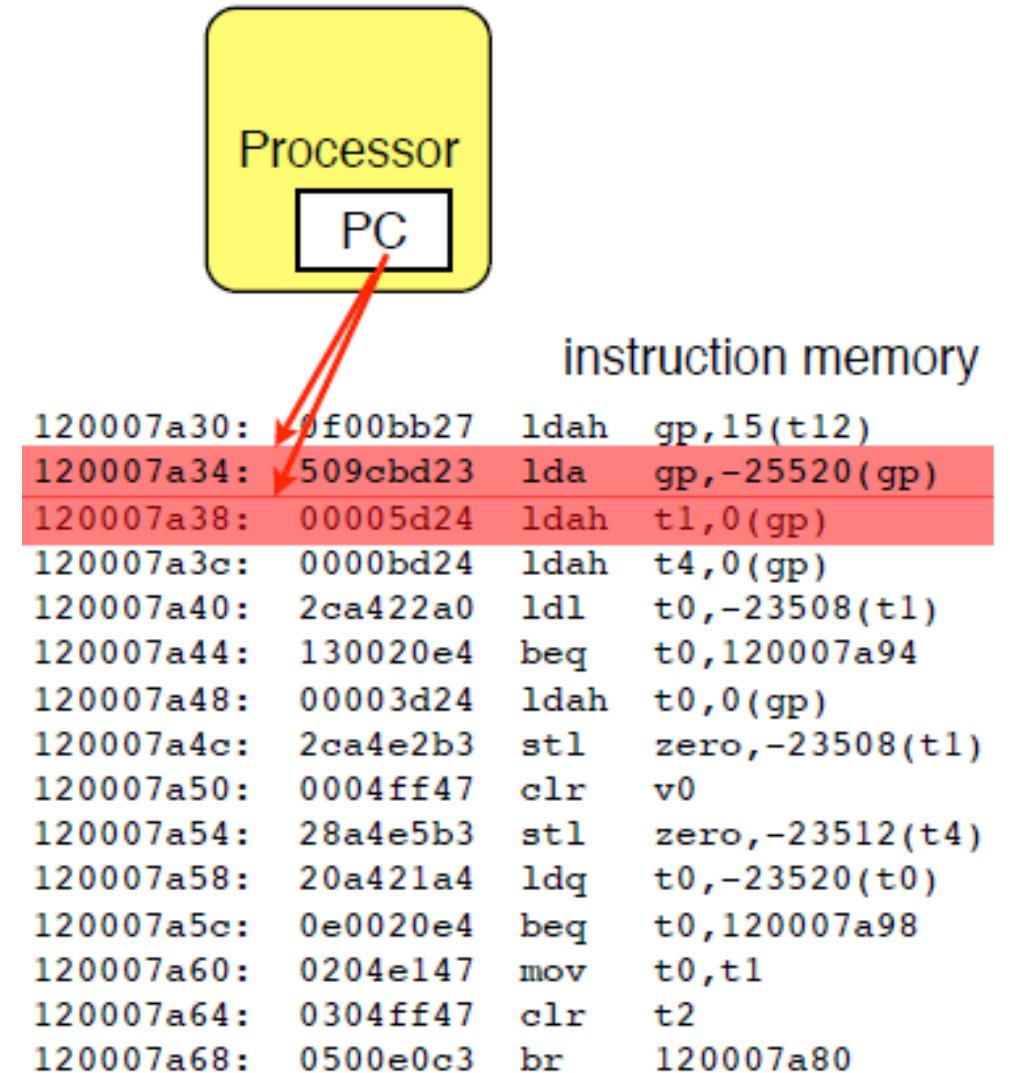 Processor
PC
instruction memory
120007a30: 0f00bb27 ldah gp,15(t12)
120007a34: 509cbd23 lda gp,-25520(gp)
120007a38: 00005d24 ldah t1,0(gp)
120007a3c: 0000bd24 ldah t4,0(gp)
120007a40: 2ca422a0 ldl t0,-23508(t1)
120007a44: 130020e4 beq t0,120007a94
120007a48: 00003d24 ldah t0,0(gp)
120007a4c: 2ca4e2b3 stl zero,-23508(t1)
120007a50: 0004ff47 clr v0
120007a54: 28a4e5b3 stl zero,-23512(t4)
120007a58: 20a421a4 ldq t0,-23520(t0)
120007a5c: 0e0020e4 beq t0,120007a98
120007a60: 0204e147 mov t0,t1
120007a64: 0304ff47 clr t2
120007a68: 0500e0c3 br 120007a80